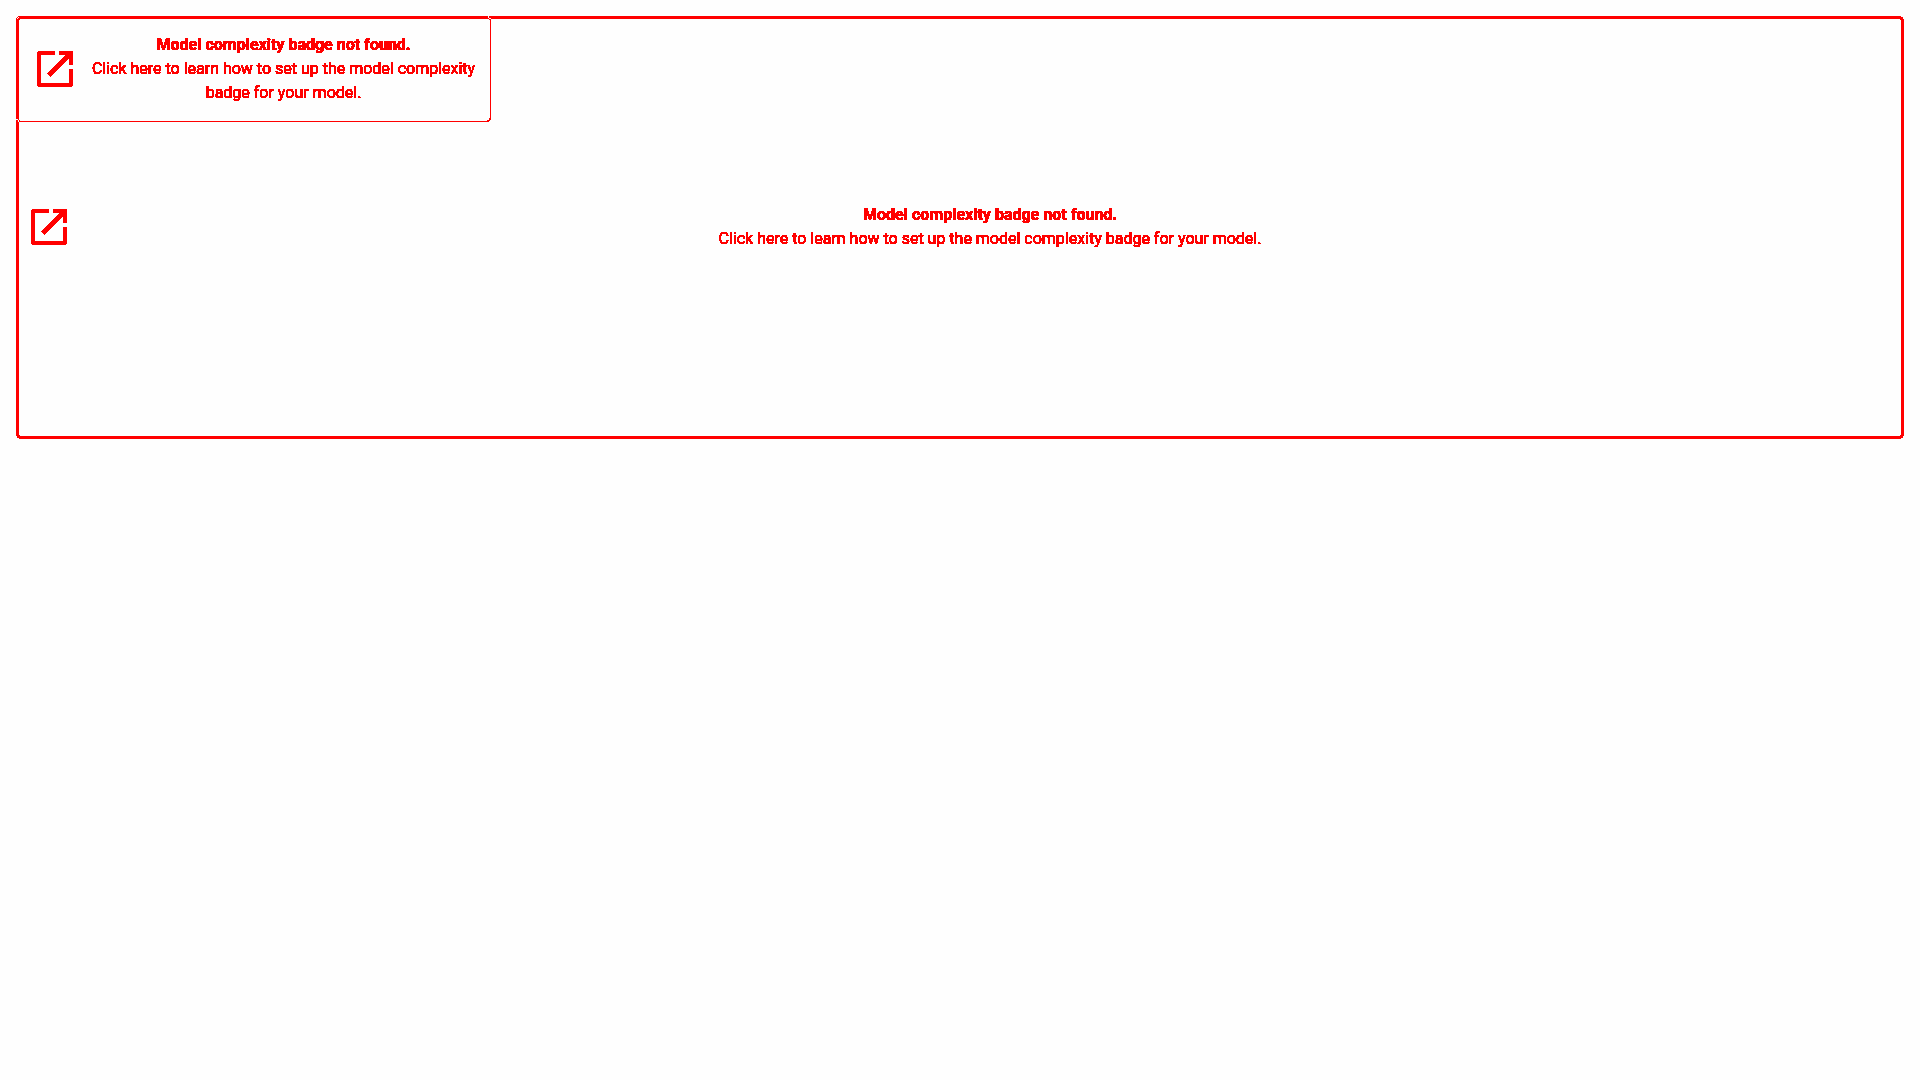 Model complexity badge not found.
Click here to learn how to set up the model complexity
badge for your model.
Model complexity badge not found.
Click here to learn how to set up the model complexity badge for your model.